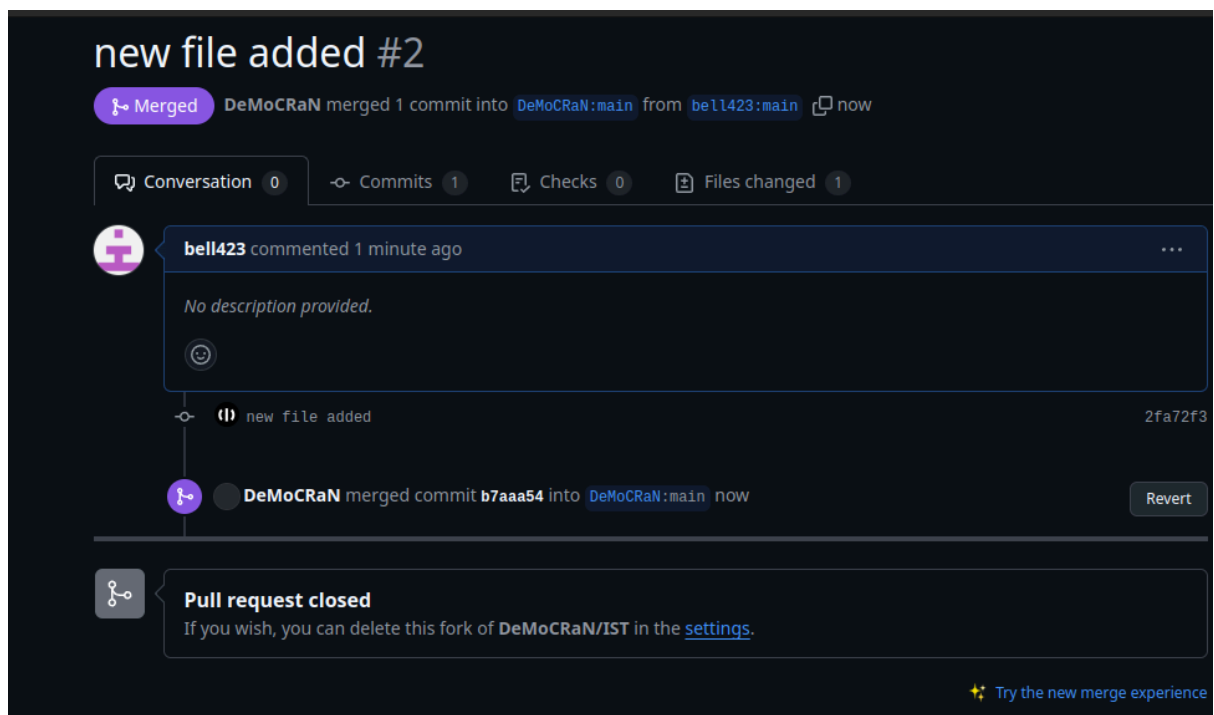 new file added #2
Merged DeMoCRaN merged 1 commit into DeMoCRaN:main from bell423:main now
Conversation 0 Commits 1 Checks 0 Files changed 1
bell423 commented 1 minute ago
No description provided.
new file added 2fa72f3
DeMoCRaN merged commit b7aaa54 into DeMoCRaN:main now Revert
Pull request closed
If you wish, you can delete this fork of DeMoCRaN/IST in the settings.
Try the new merge experience